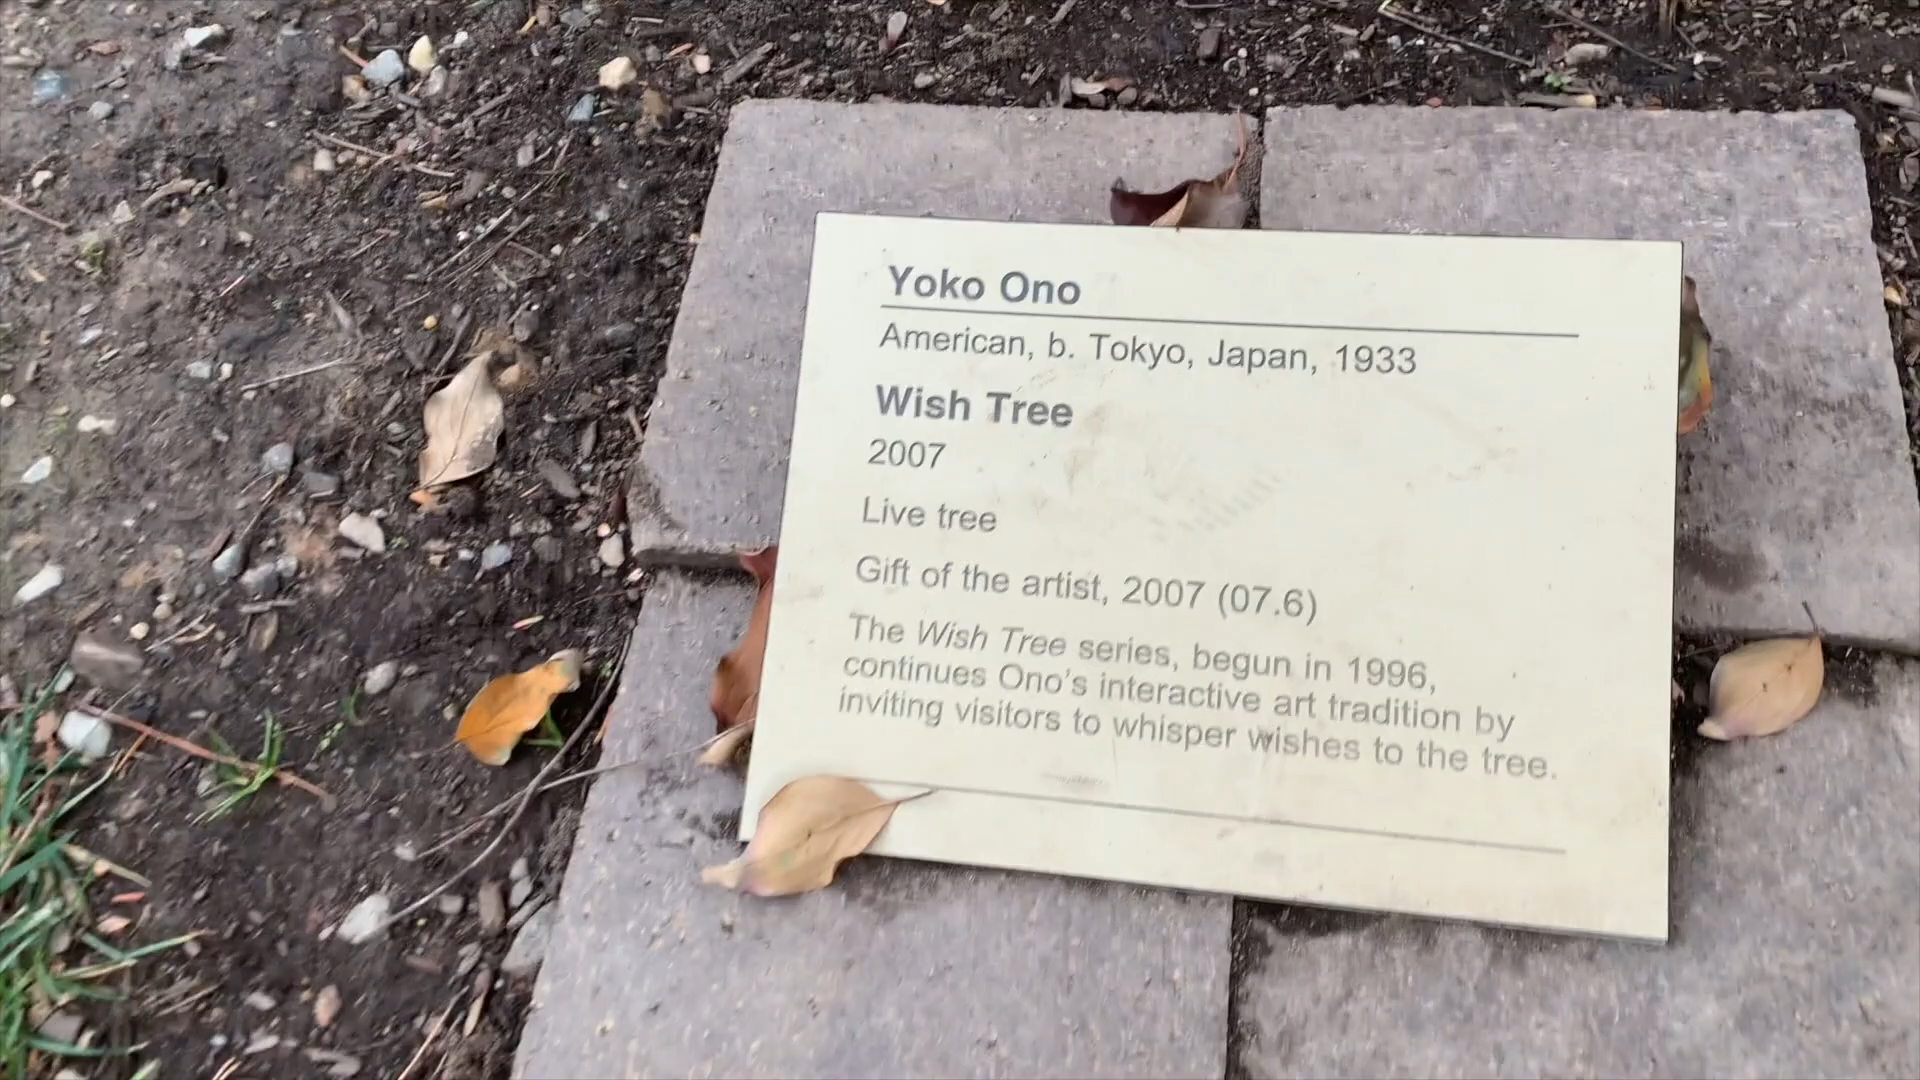 Yoko Ono
American, b. Tokyo, Japan, 1933
Wish Tree
2007
Live tree
Gift of the artist, 2007 (07.6)
The Wish Tree series, begun in 1996,
continues Ono's interactive art tradition by
inviting visitors to whisper wishes to the tree.